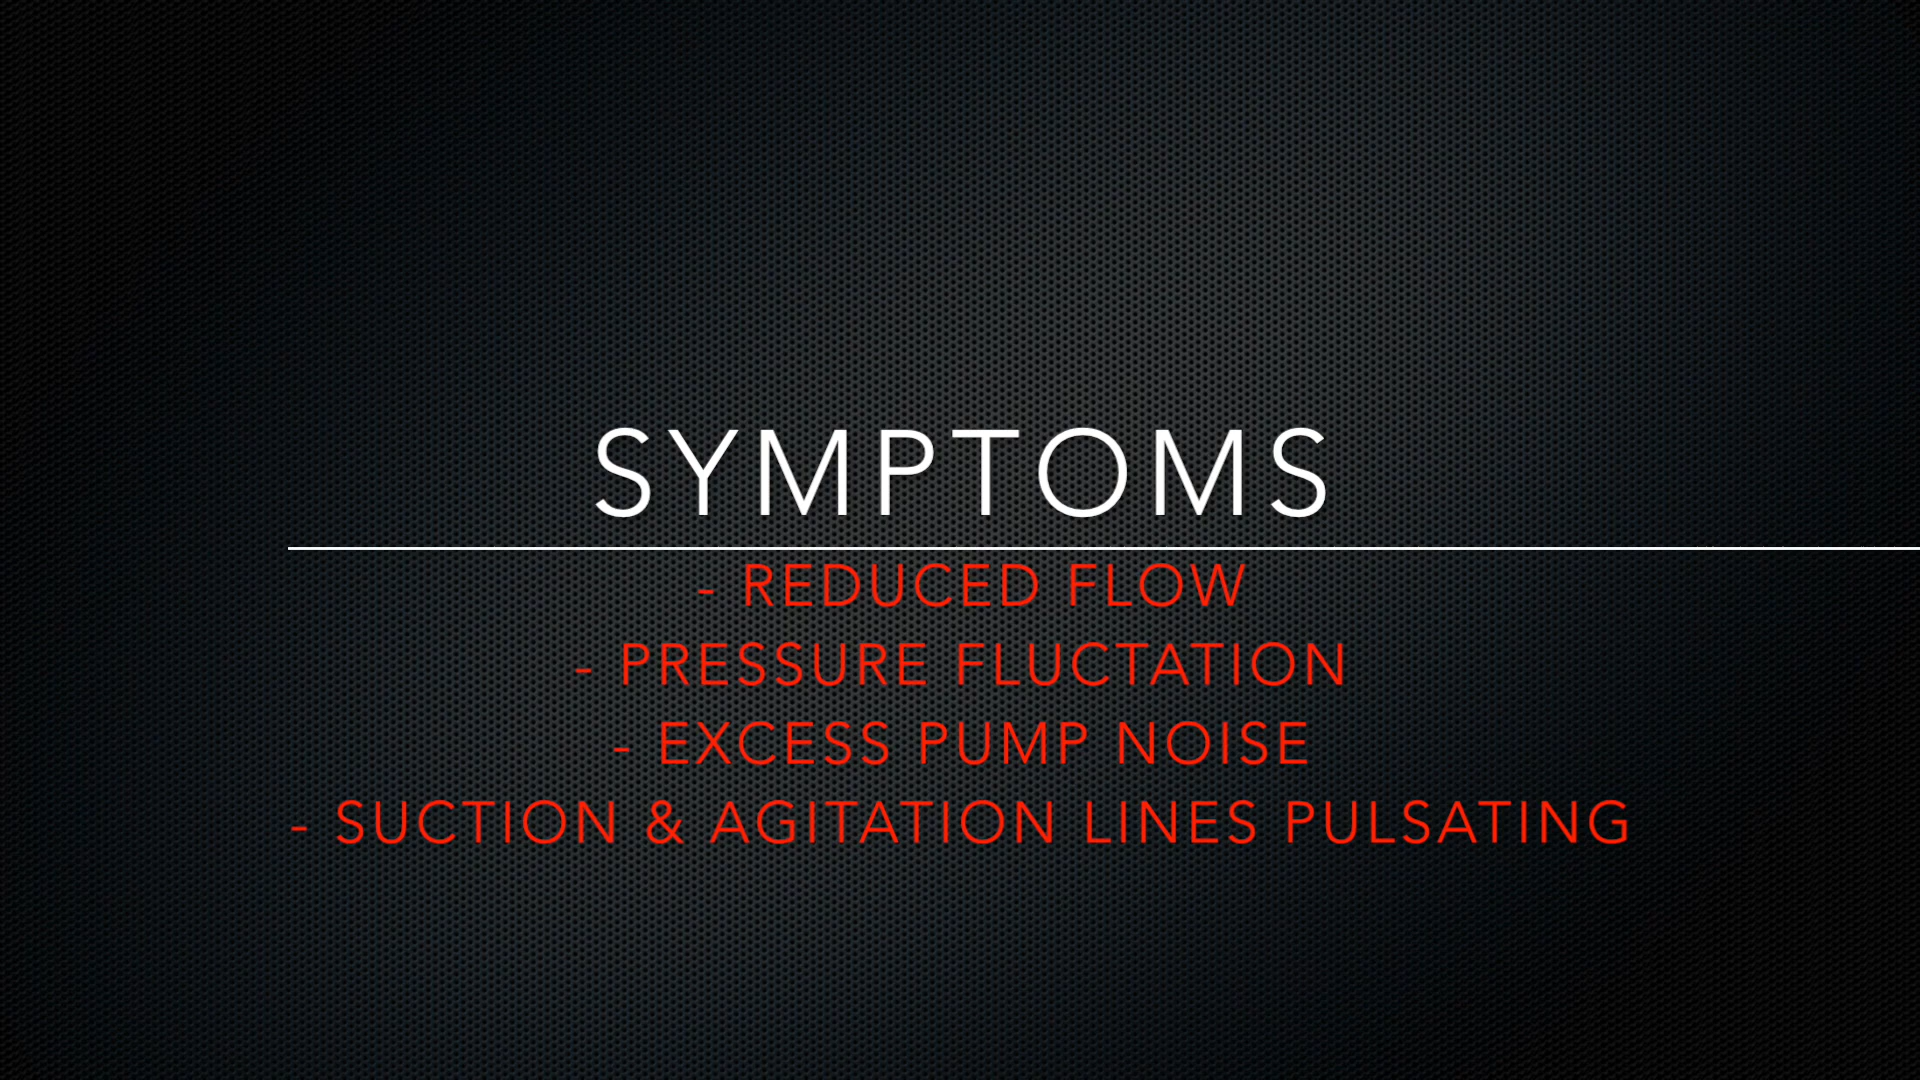 SYMPTOMS
- REDUCED FLOW
- PRESSURE FLUCTATION
- EXCESS PUMP NOISE
- SUCTION & AGITATION LINES PULSATING